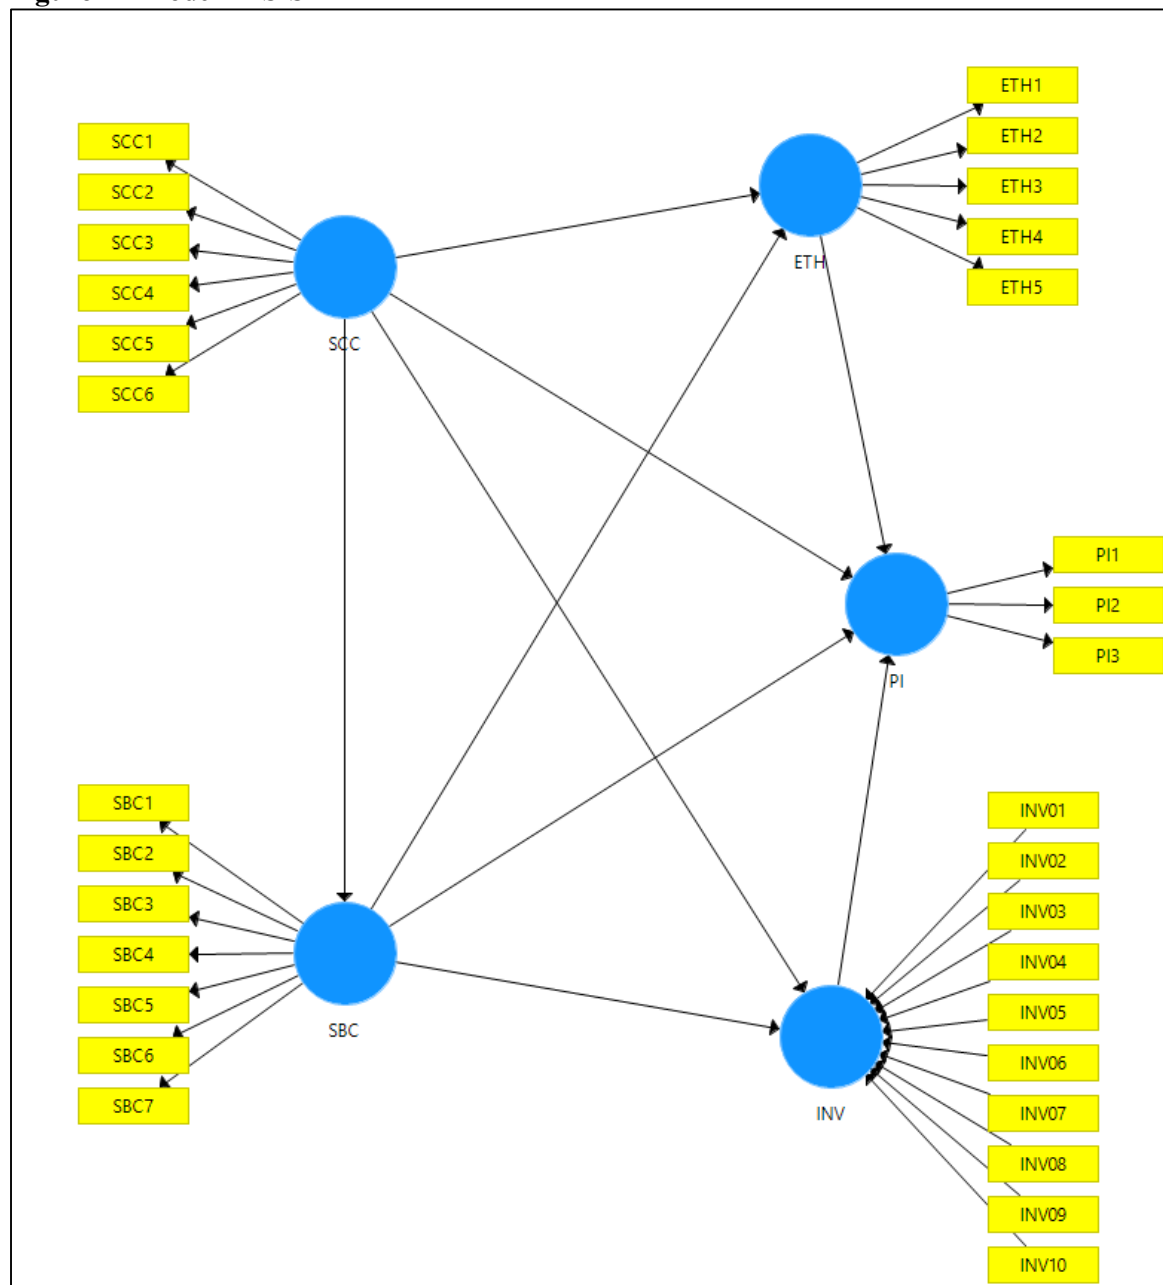 SCC1
SCC2
SCC3
SCC4
SCC5
SCC6
SCC
ETH1
ETH2
ETH3
ETH4
ETH5
ETH
PI1
PI2
PI3
PI
SBC1
SBC2
SBC3
SBC4
SBC5
SBC6
SBC7
SBC
INV01
INV02
INV03
INV04
INV05
INV06
INV07
INV08
INV09
INV10
INV